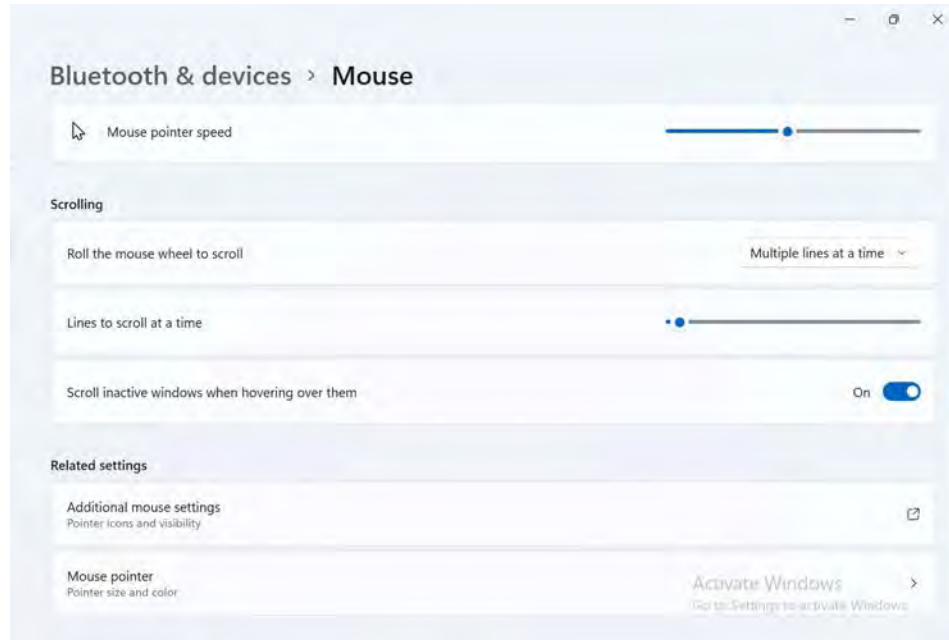 Bluetooth & devices > Mouse
Mouse pointer speed
Scrolling
Roll the mouse wheel to scroll
Multiple lines at a time
Lines to scroll at a time
Scroll inactive windows when hovering over them
On
Related settings
Additional mouse settings
Pointer icons and visibility
Mouse pointer
Pointer size and color
Activate Windows
Go to Settings to activate Windows.